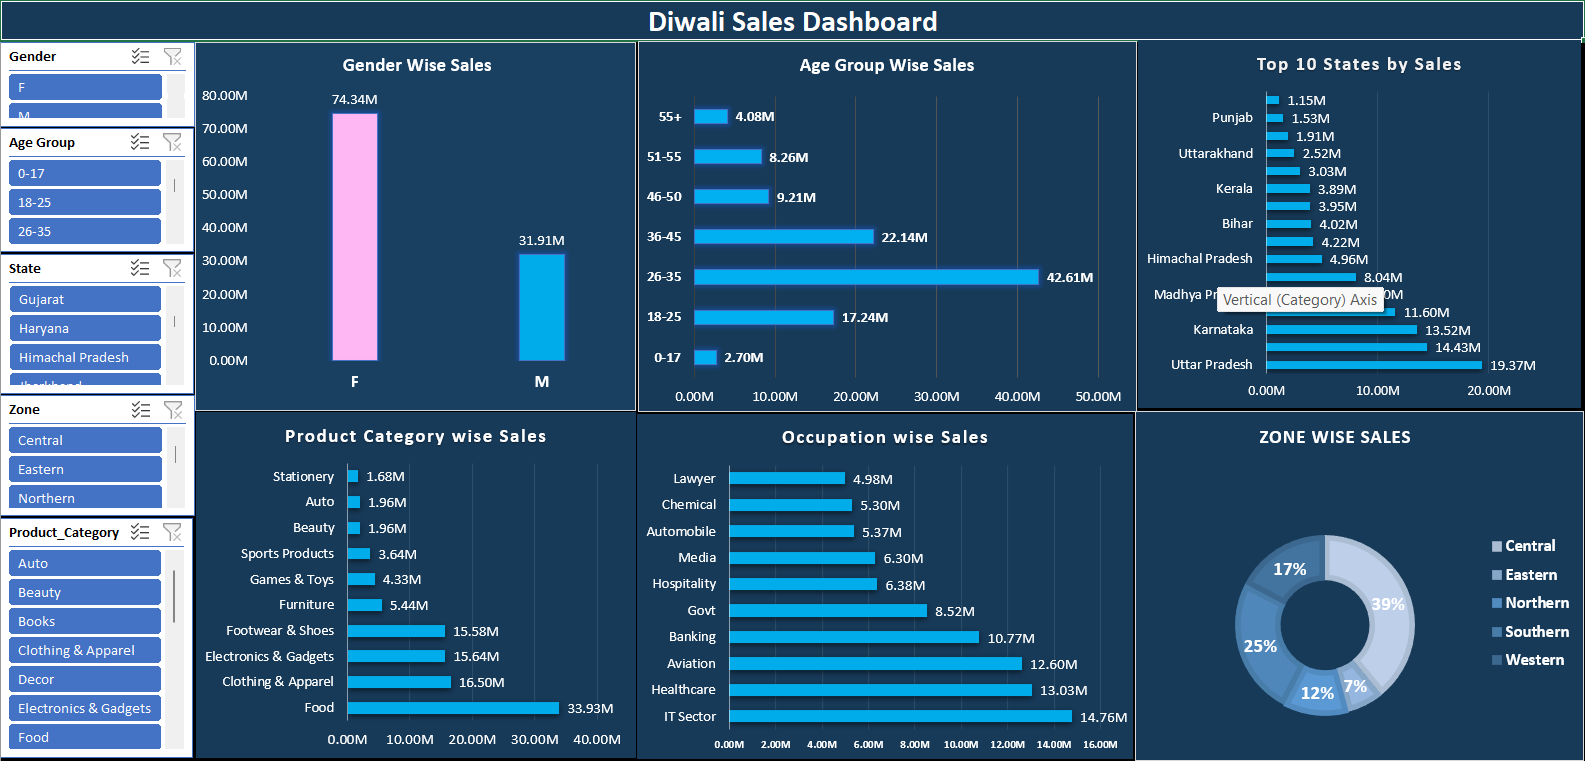 Diwali Sales Dashboard
Gender
F
M
Age Group
0-17
18-25
26-35
State
Gujarat
Haryana
Himachal Pradesh
Jharkhand
Zone
Central
Eastern
Northern
Product_Category
Auto
Beauty
Books
Clothing & Apparel
Decor
Electronics & Gadgets
Food
Gender Wise Sales
80.00M
70.00M
60.00M
50.00M
40.00M
30.00M
20.00M
10.00M
0.00M
74.34M
31.91M
F
M
Age Group Wise Sales
55+ 4.08M
51-55 8.26M
46-50 9.21M
36-45 22.14M
26-35 42.61M
18-25 17.24M
0-17 2.70M
0.00M 10.00M 20.00M 30.00M 40.00M 50.00M
Top 10 States by Sales
1.15M
Punjab 1.53M
1.91M
Uttarakhand 2.52M
3.03M
Kerala 3.89M
3.95M
Bihar 4.02M
4.22M
Himachal Pradesh 4.96M
8.04M
Madhya
Vertical (Category) Axis
11.60M
Karnataka 13.52M
14.43M
Uttar Pradesh 19.37M
0.00M 10.00M 20.00M
Product Category wise Sales
Stationery 1.68M
Auto 1.96M
Beauty 1.96M
Sports Products 3.64M
Games & Toys 4.33M
Furniture 5.44M
Footwear & Shoes 15.58M
Electronics & Gadgets 15.64M
Clothing & Apparel 16.50M
Food 33.93M
0.00M 10.00M 20.00M 30.00M 40.00M
Occupation wise Sales
Lawyer 4.98M
Chemical 5.30M
Automobile 5.37M
Media 6.30M
Hospitality 6.38M
Govt 8.52M
Banking 10.77M
Aviation 12.60M
Healthcare 13.03M
IT Sector 14.76M
0.00M 2.00M 4.00M 6.00M 8.00M 10.00M 12.00M 14.00M 16.00M
ZONE WISE SALES
17%
39%
25%
7%
12%
Central
Eastern
Northern
Southern
Western